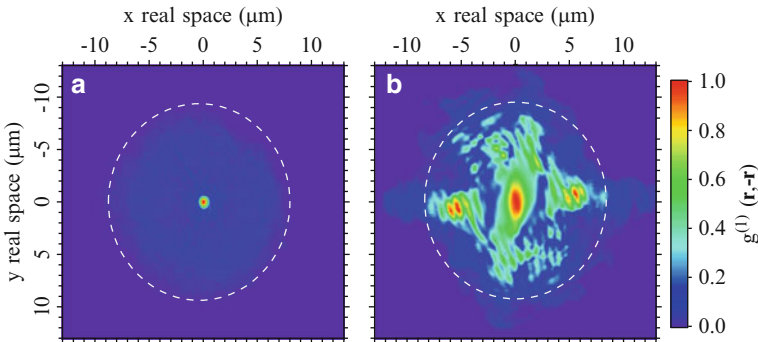 x real space (μm)
x real space (μm)
-10 -5 0 5 10
-10 -5 0 5 10
a
b
y real space (μm)
-10
-5
0
5
10
1.0
0.8
0.6
0.4
0.2
0.0
g(1) (r,-r)